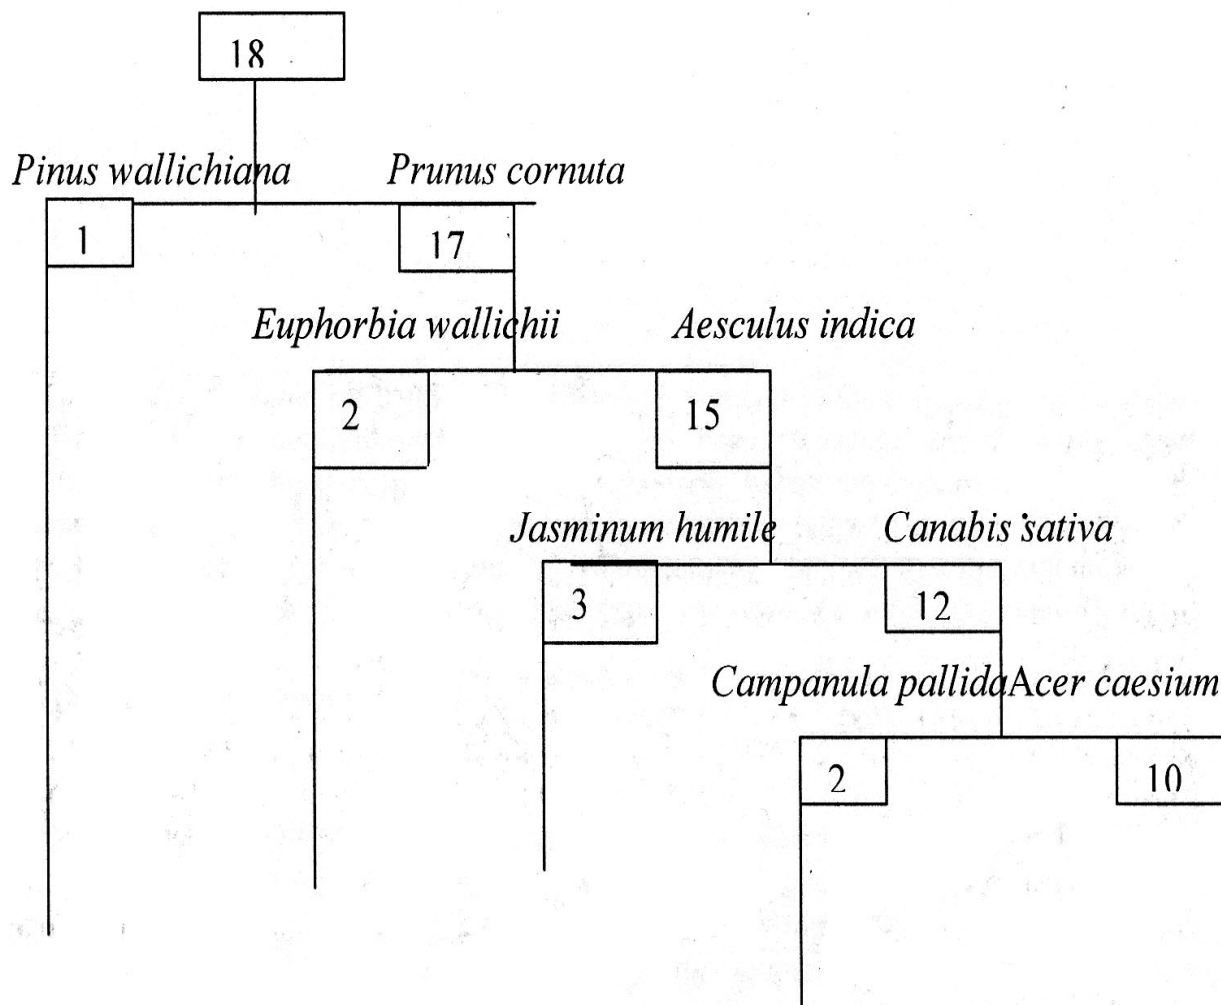 18
Pinus wallichiana Prunus cornuta
1 17
Euphorbia wallichii Aesculus indica
2 15
Jasminum humile Canabis sativa
3 12
Campanula pallida Acer caesium
2 10